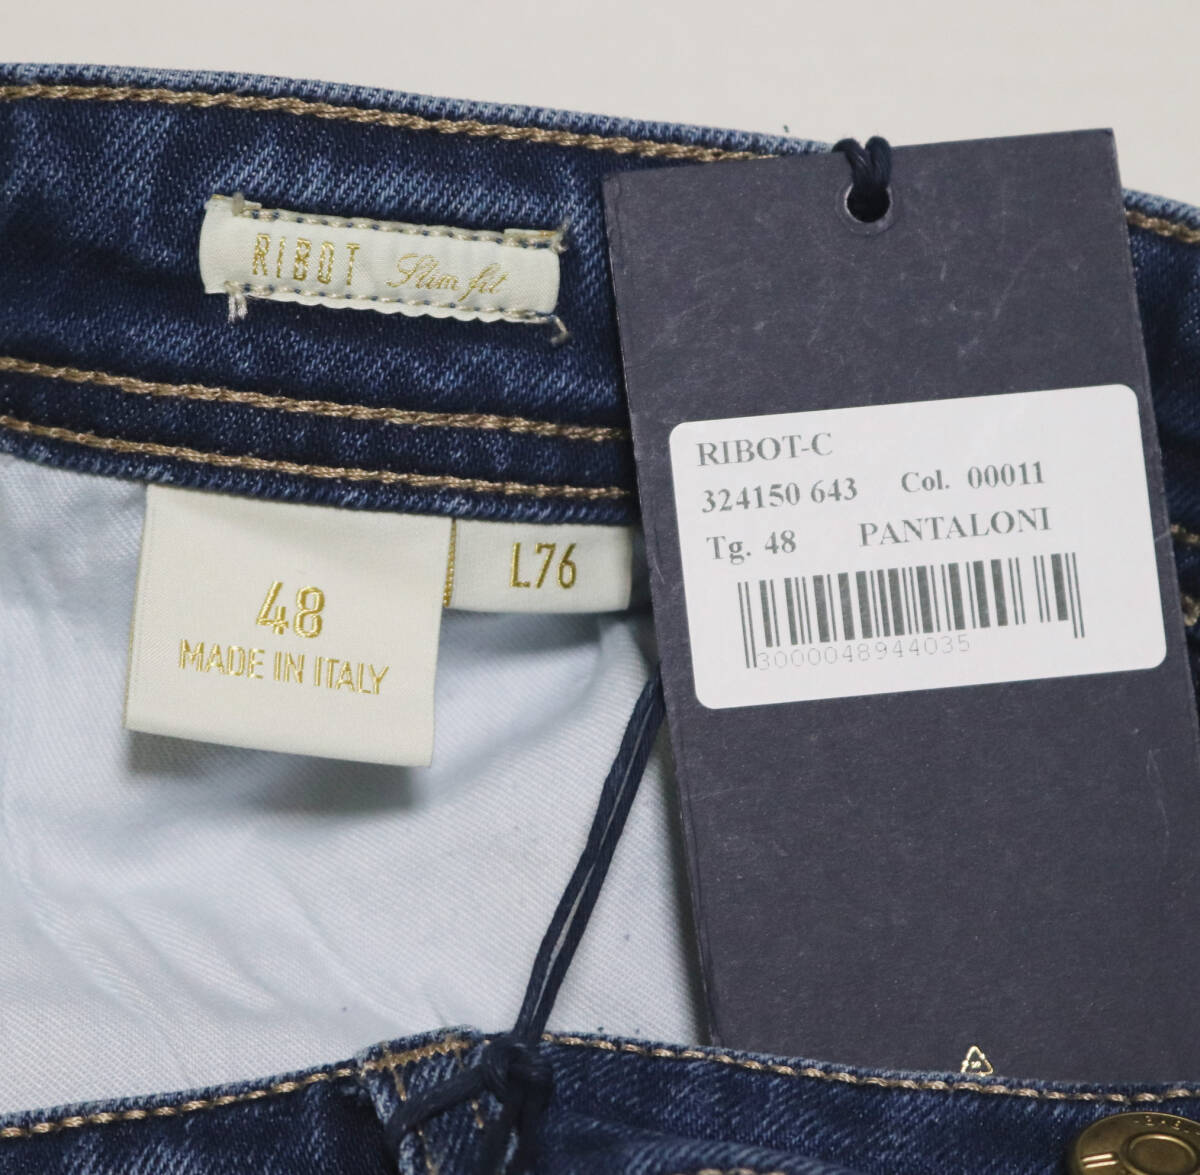 RIBOT Slim fit
48
MADE IN ITALY
L76
RIBOT-C
324150 643 Col. 00011
Tg. 48 PANTALONI
3000048944035